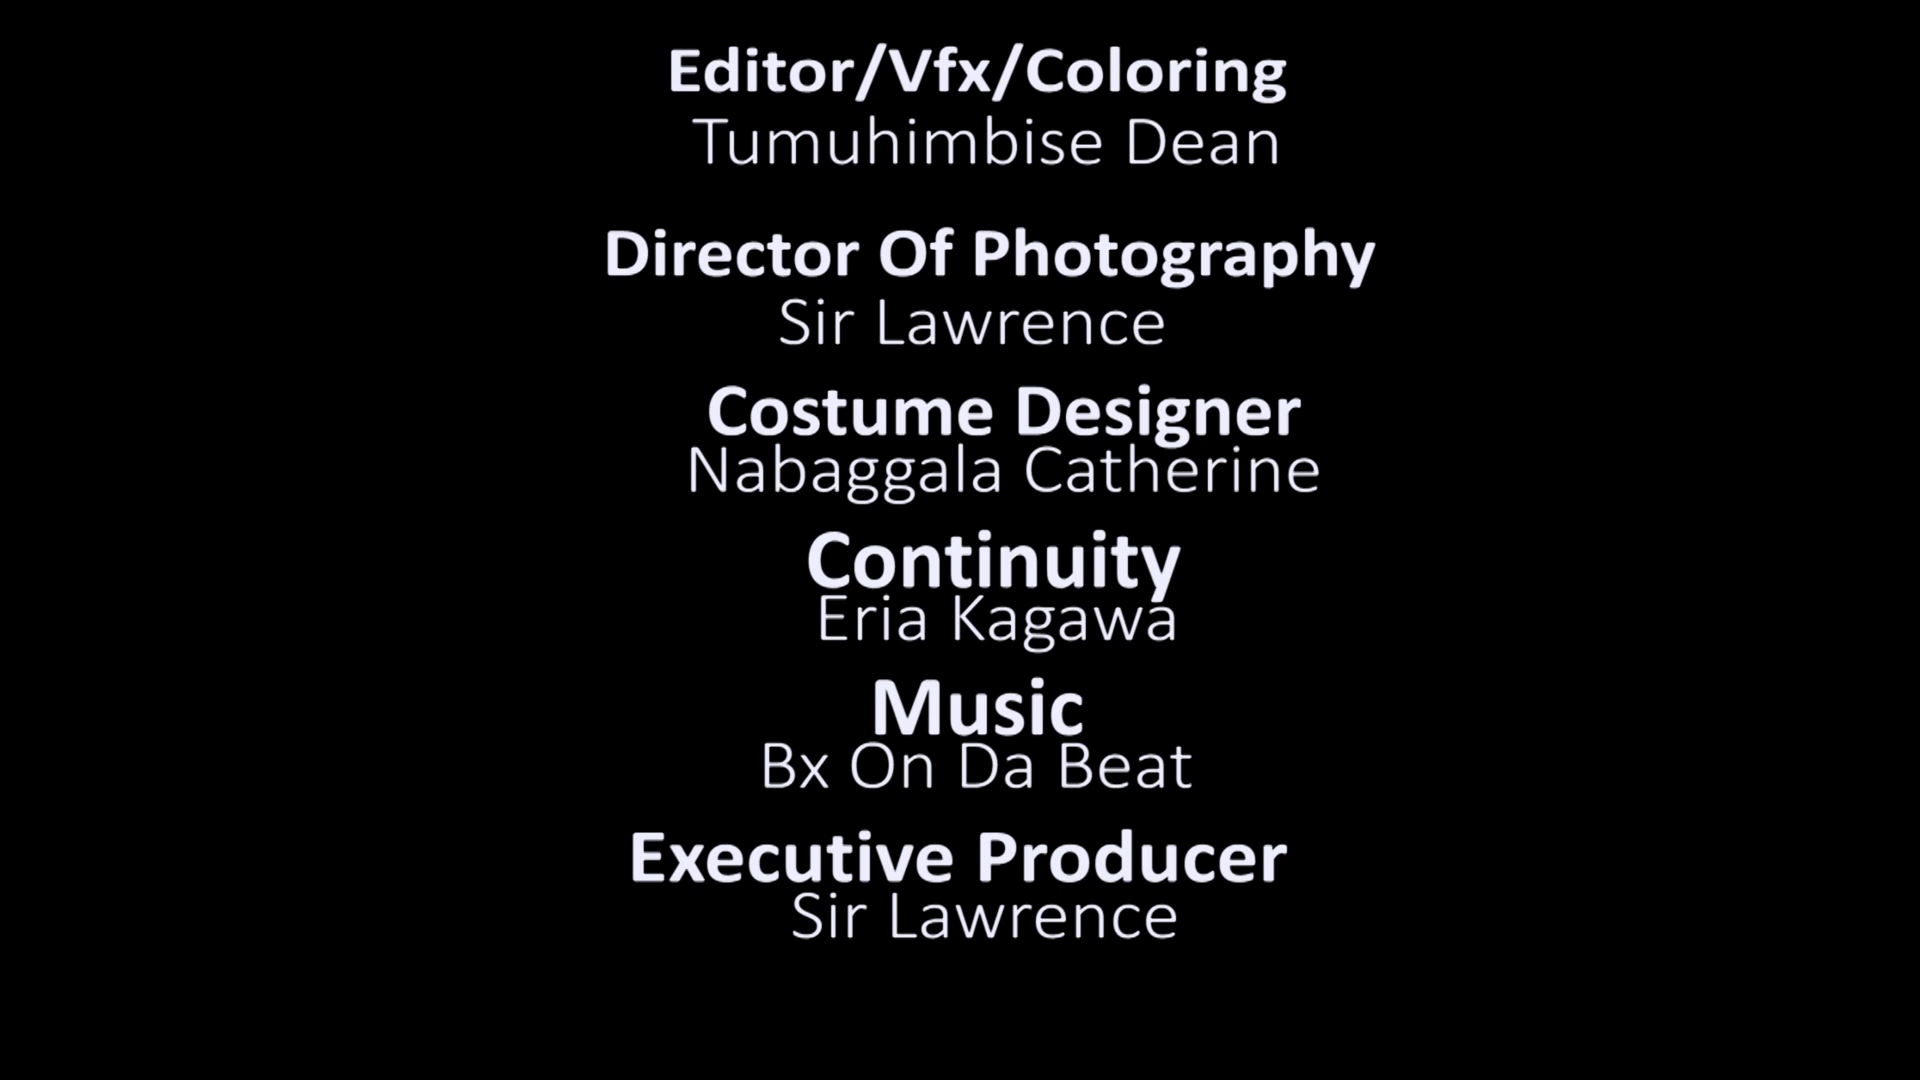 Editor/Vfx/Coloring
Tumuhimbise Dean
Director Of Photography
Sir Lawrence
Costume Designer
Nabaggala Catherine
Continuity
Eria Kagawa
Music
Bx On Da Beat
Executive Producer
Sir Lawrence